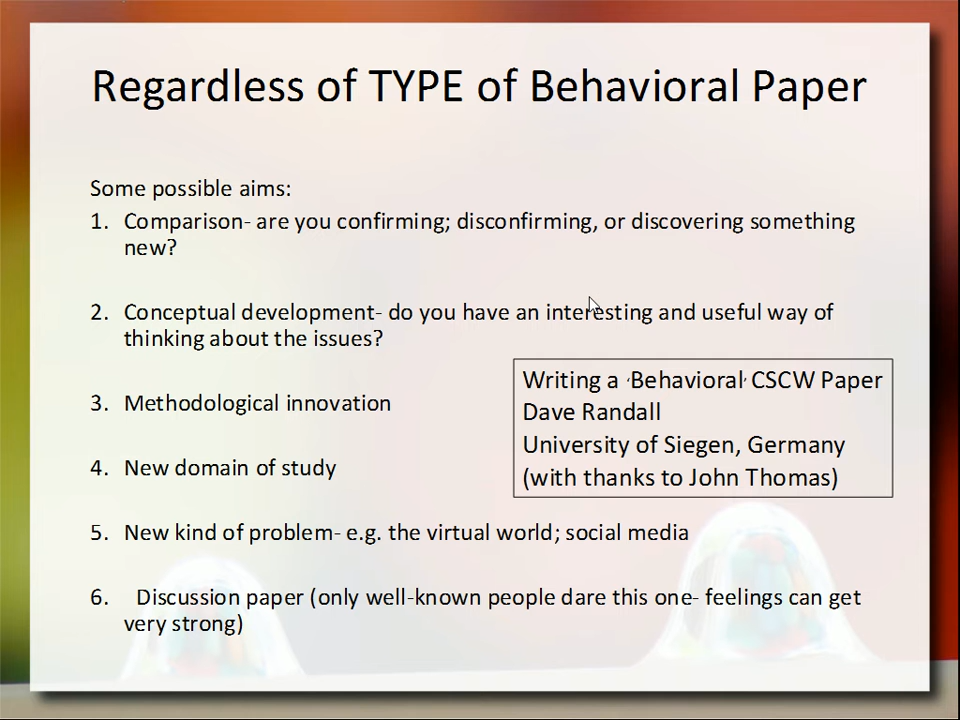 Regardless of TYPE of Behavioral Paper
Some possible aims:
1. Comparison- are you confirming; disconfirming, or discovering something
new?
2. Conceptual development- do you have an interesting and useful way of
thinking about the issues?
3. Methodological innovation
4. New domain of study
5. New kind of problem- e.g. the virtual world; social media
6. Discussion paper (only well-known people dare this one- feelings can get
very strong)
Writing a ‘Behavioral’ CSCW Paper
Dave Randall
University of Siegen, Germany
(with thanks to John Thomas)